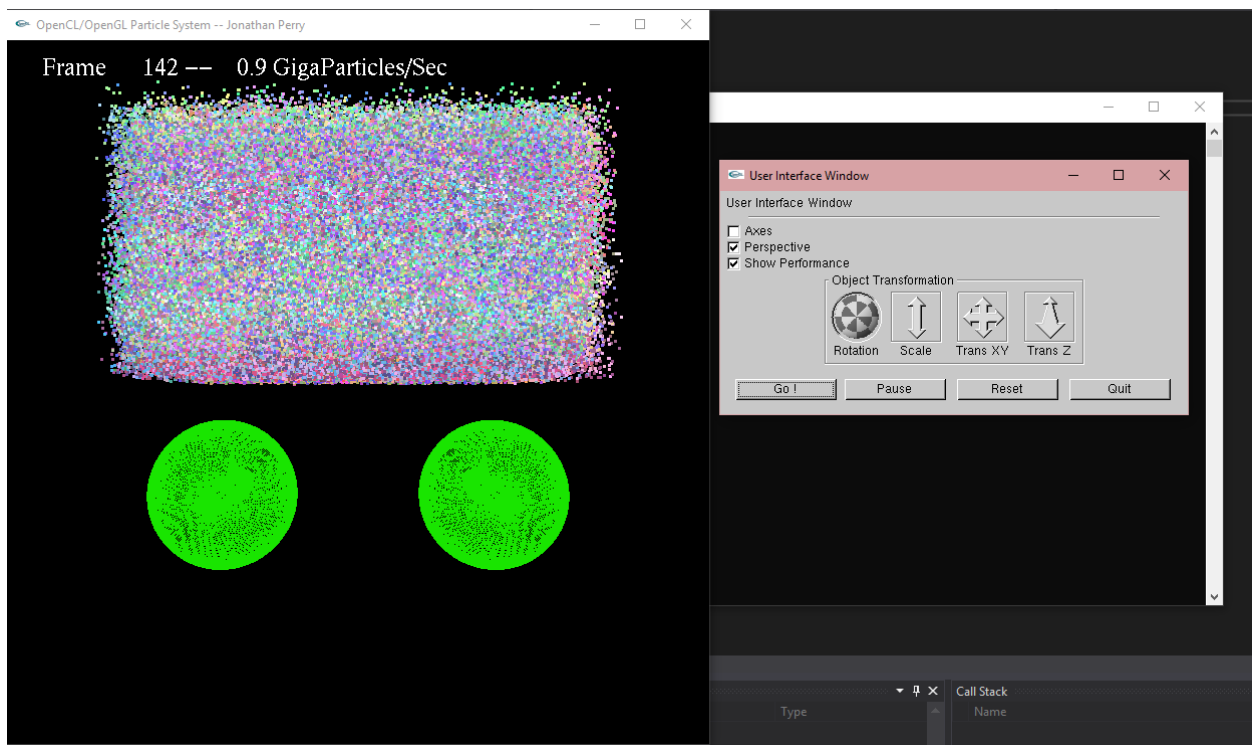 OpenCL/OpenGL Particle System -- Jonathan Perry
Frame 142 -- 0.9 GigaParticles/Sec
User Interface Window
User Interface Window
Axes
Perspective
Show Performance
Object Transformation
Rotation Scale Trans XY Trans Z
Go ! Pause Reset Quit
Call Stack
Type Name